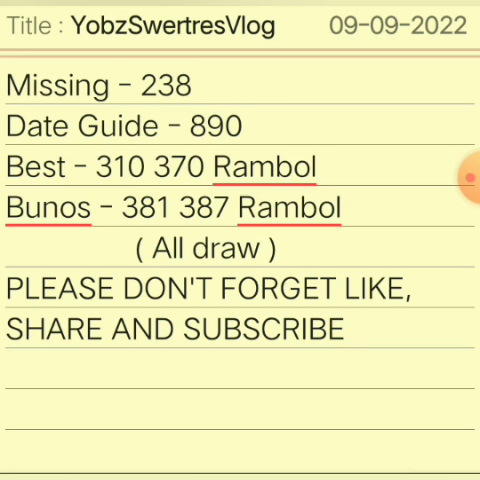 Title : YobzSwertresVlog 09-09-2022
Missing - 238
Date Guide - 890
Best - 310 370 Rambol
Bunos - 381 387 Rambol
( All draw )
PLEASE DON'T FORGET LIKE,
SHARE AND SUBSCRIBE